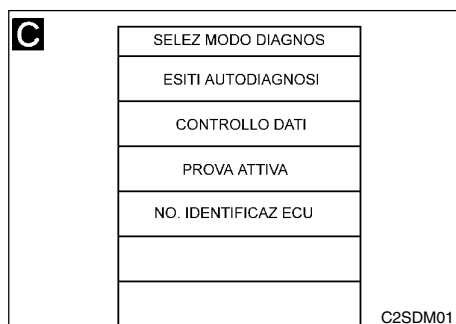 C
SELEZ MODO DIAGNOS
ESITI AUTODIAGNOSI
CONTROLLO DATI
PROVA ATTIVA
NO. IDENTIFICAZ ECU
C2SDM01